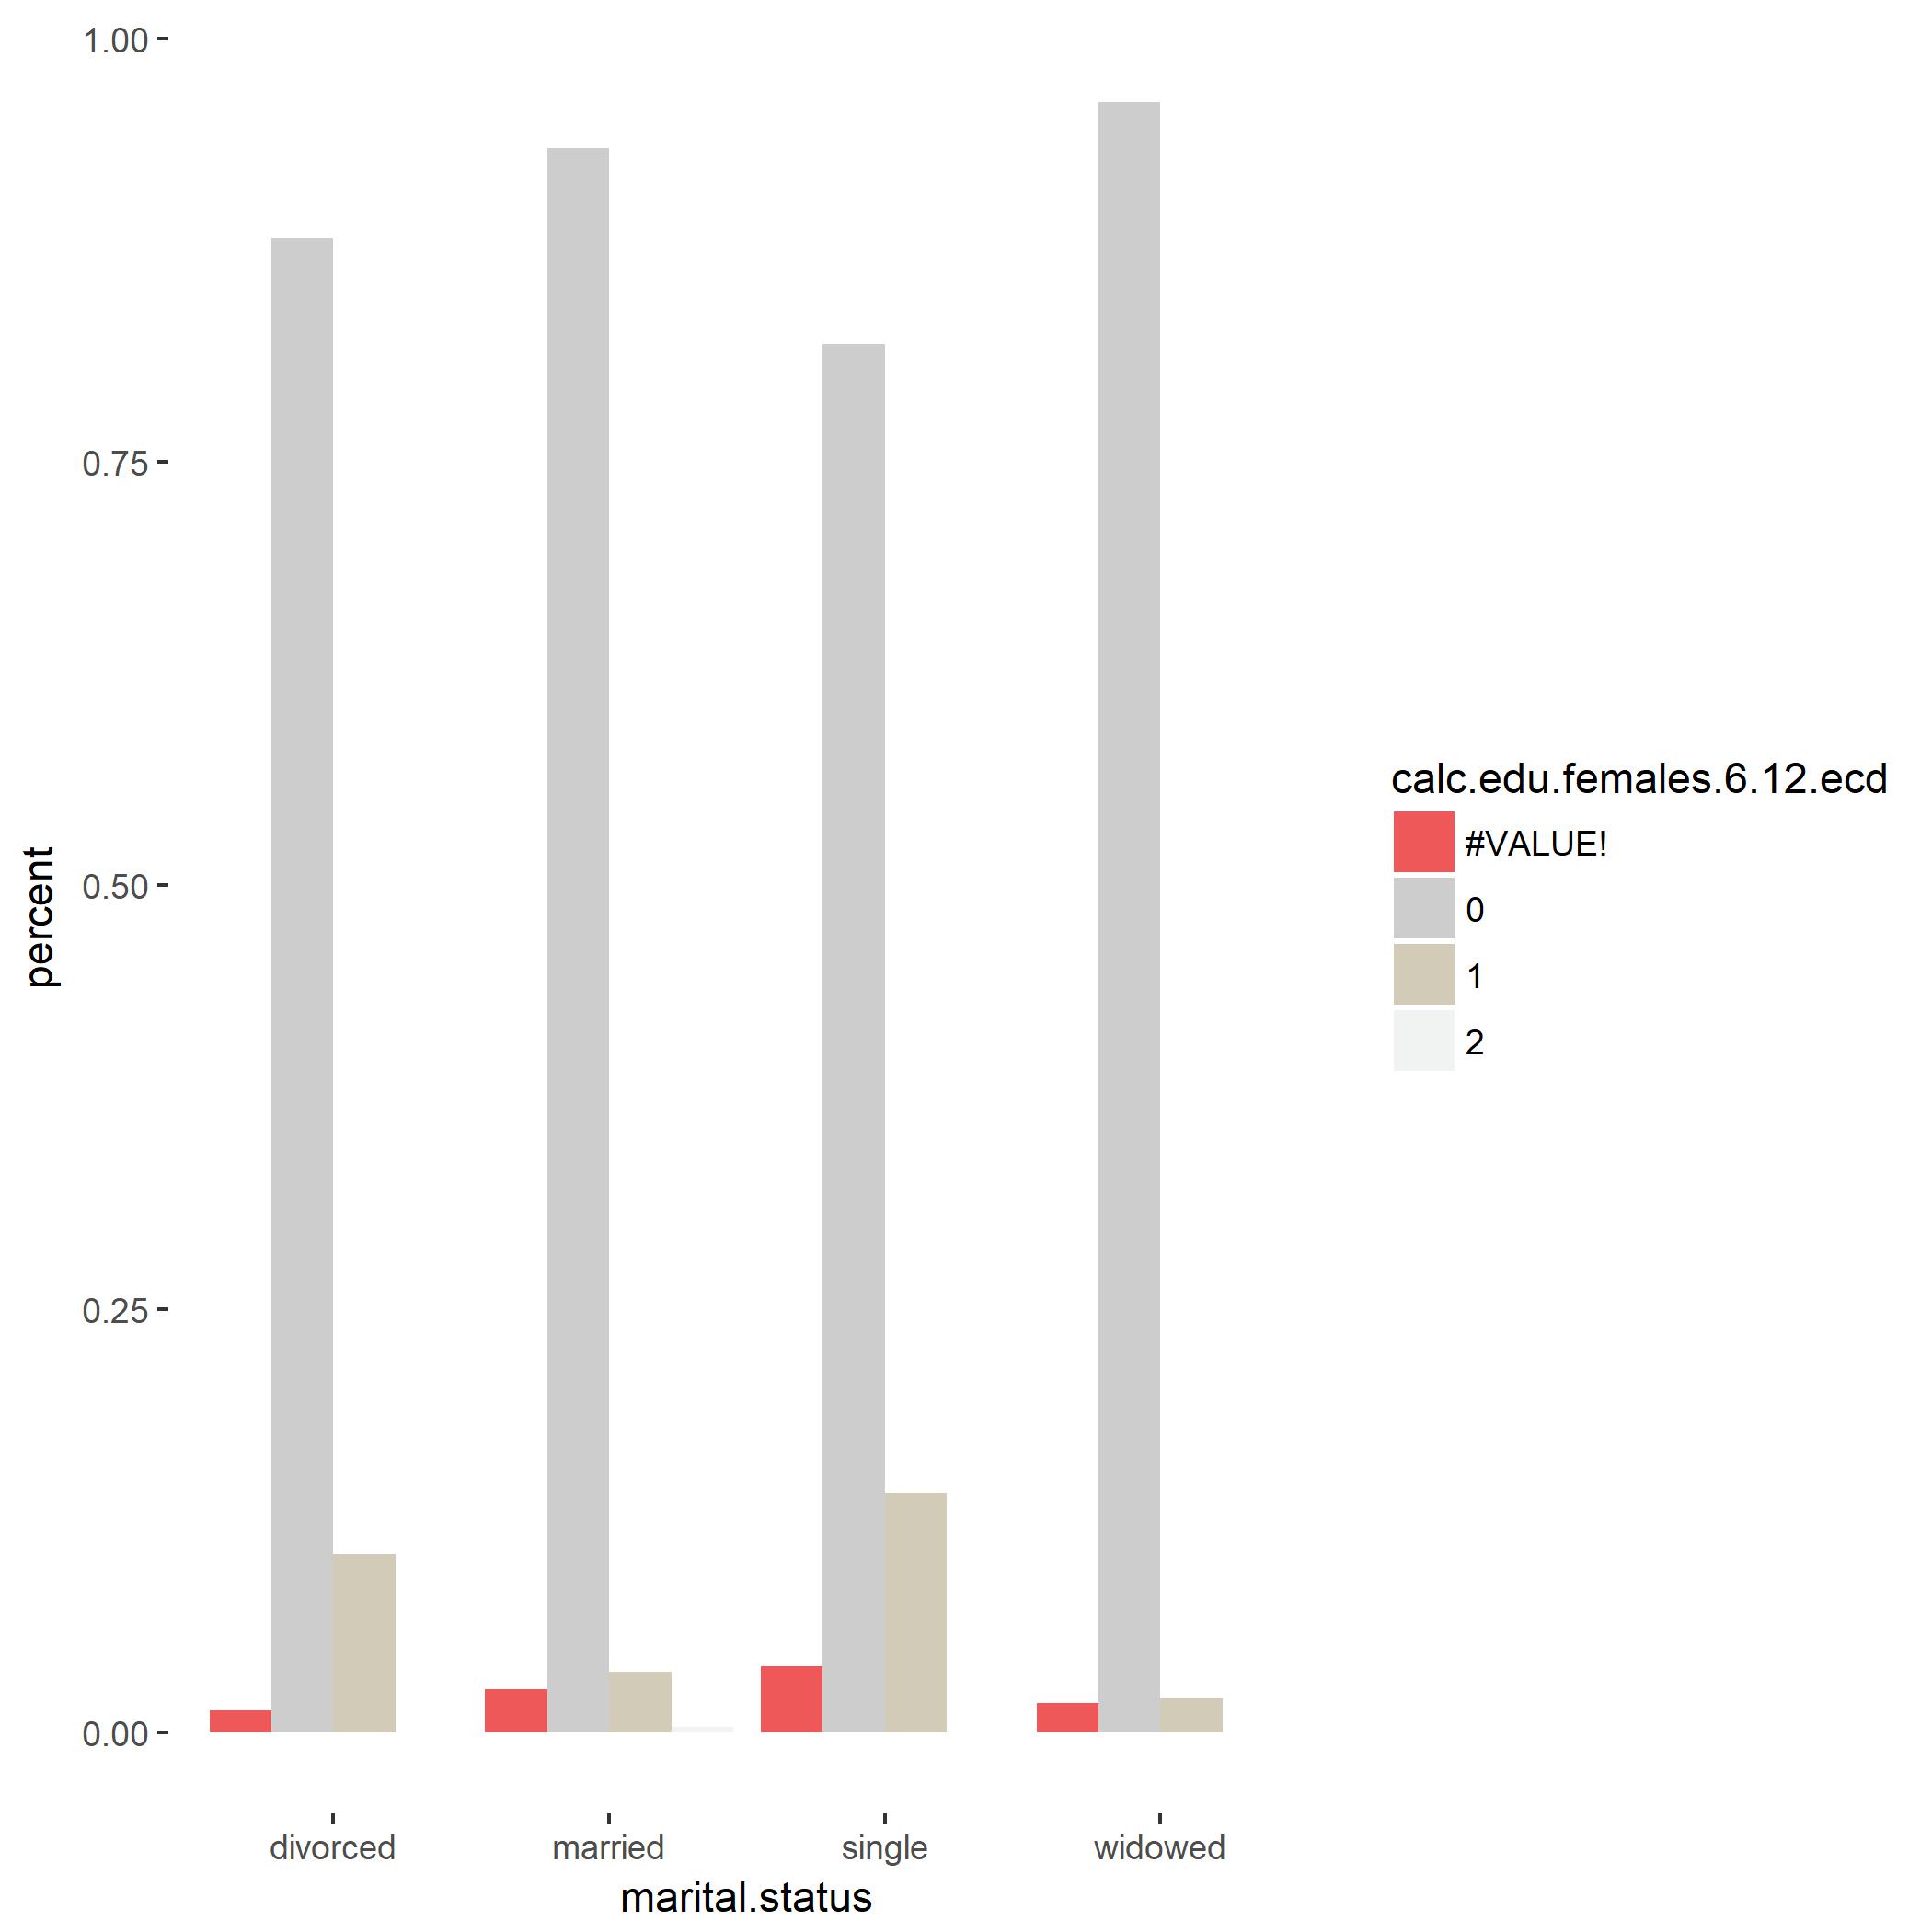 1.00
0.75
0.50
0.25
0.00
percent
divorced married single widowed
marital.status
calc.edu.females.6.12.ecd
#VALUE!
0
1
2